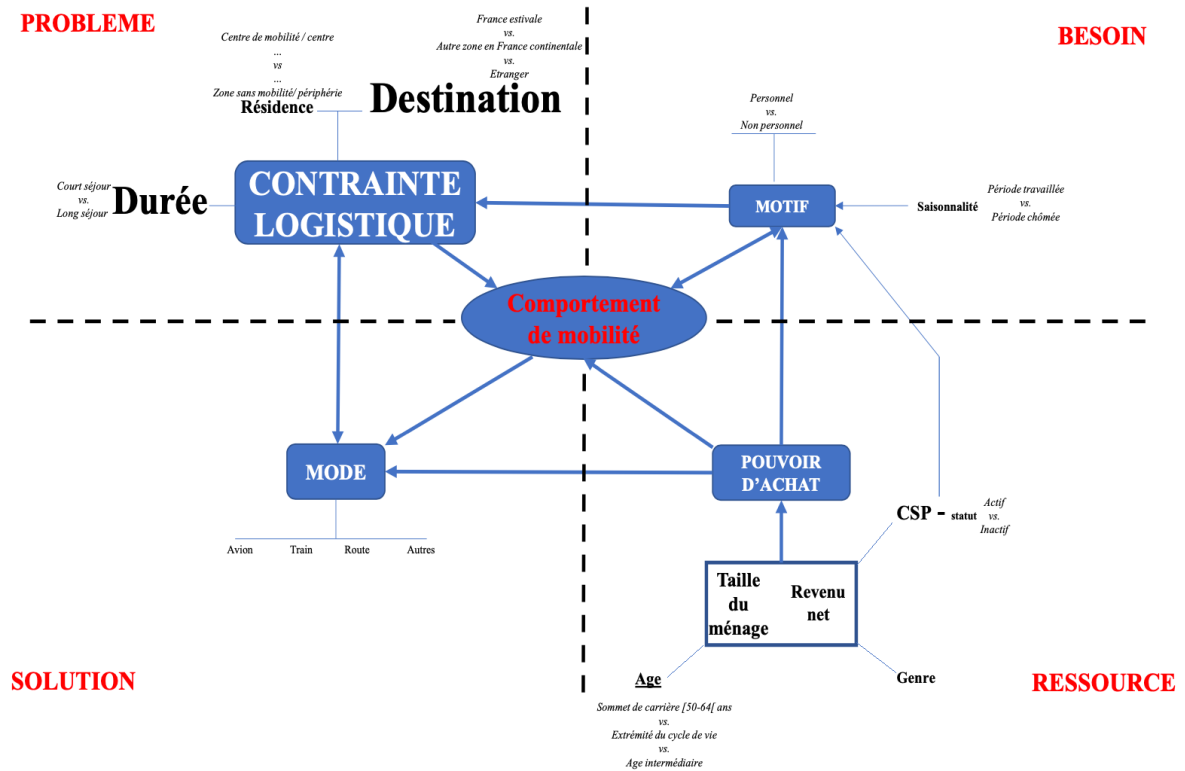 PROBLEME
BESOIN
Centre de mobilité / centre
...
vs
...
Zone sans mobilité/ périphérie
France estivale
vs.
Autre zone en France continentale
vs.
Etranger
Résidence
Destination
Personnel
vs.
Non personnel
Court séjour
vs.
Long séjour
Durée
CONTRAINTE
LOGISTIQUE
MOTIF
Saisonnalité
Période travaillée
vs.
Période chômée
Comportement
de mobilité
MODE
POUVOIR
D’ACHAT
CSP - statut
Actif
vs.
Inactif
Avion
Train
Route
Autres
Taille
du
ménage
Revenu
net
SOLUTION
Age
Genre
RESSOURCE
Sommet de carrière [50-64[ ans
vs.
Extrémité du cycle de vie
vs.
Age intermédiaire